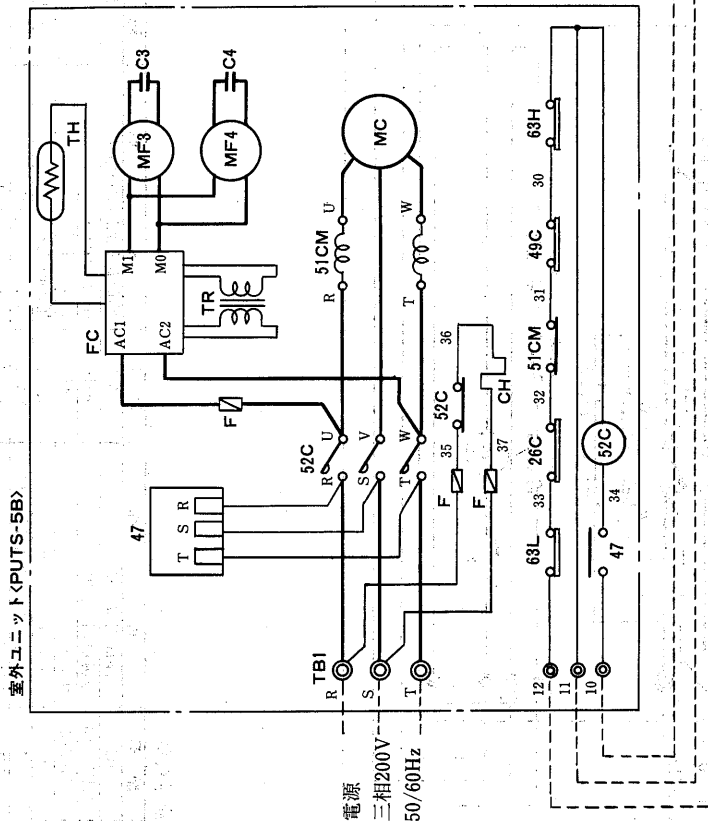 室外ユニット〈PUTS-5B〉
TH
C3
C4
MF3
MF4
M1
M0
FC
AC1
AC2
TR
F
MC
51CM
U
W
R
T
52C
U
V
W
R
S
T
47
R
S
T
TB1
R
S
T
電源
三相200V
50/60Hz
36
52C
35
CH
37
F
F
63H
30
49C
31
51CM
32
26C
33
63L
52C
34
47
12
11
10